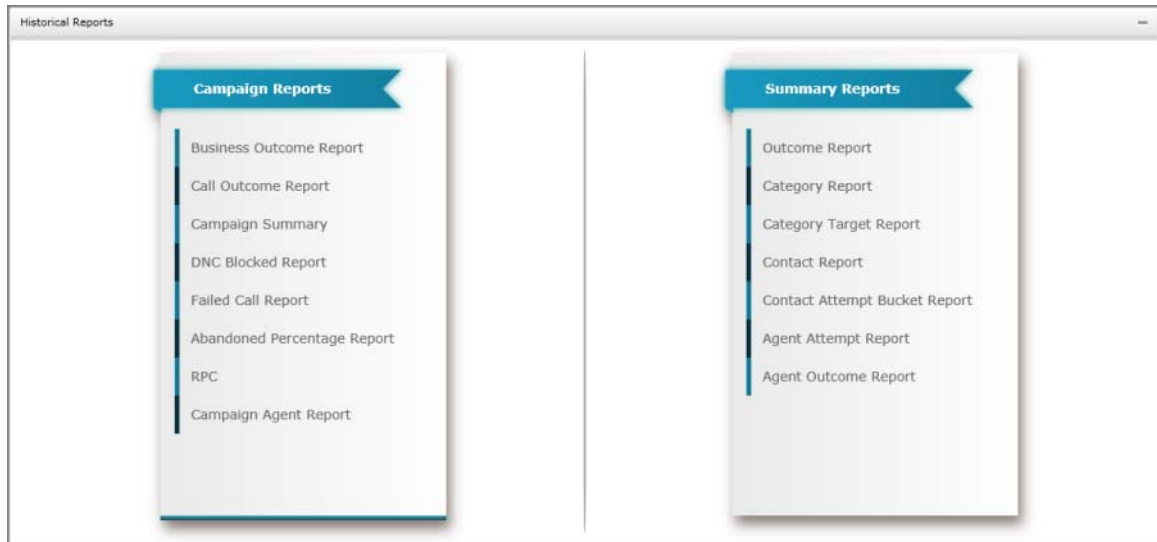 Historical Reports
Campaign Reports
Business Outcome Report
Call Outcome Report
Campaign Summary
DNC Blocked Report
Failed Call Report
Abandoned Percentage Report
RPC
Campaign Agent Report
Summary Reports
Outcome Report
Category Report
Category Target Report
Contact Report
Contact Attempt Bucket Report
Agent Attempt Report
Agent Outcome Report